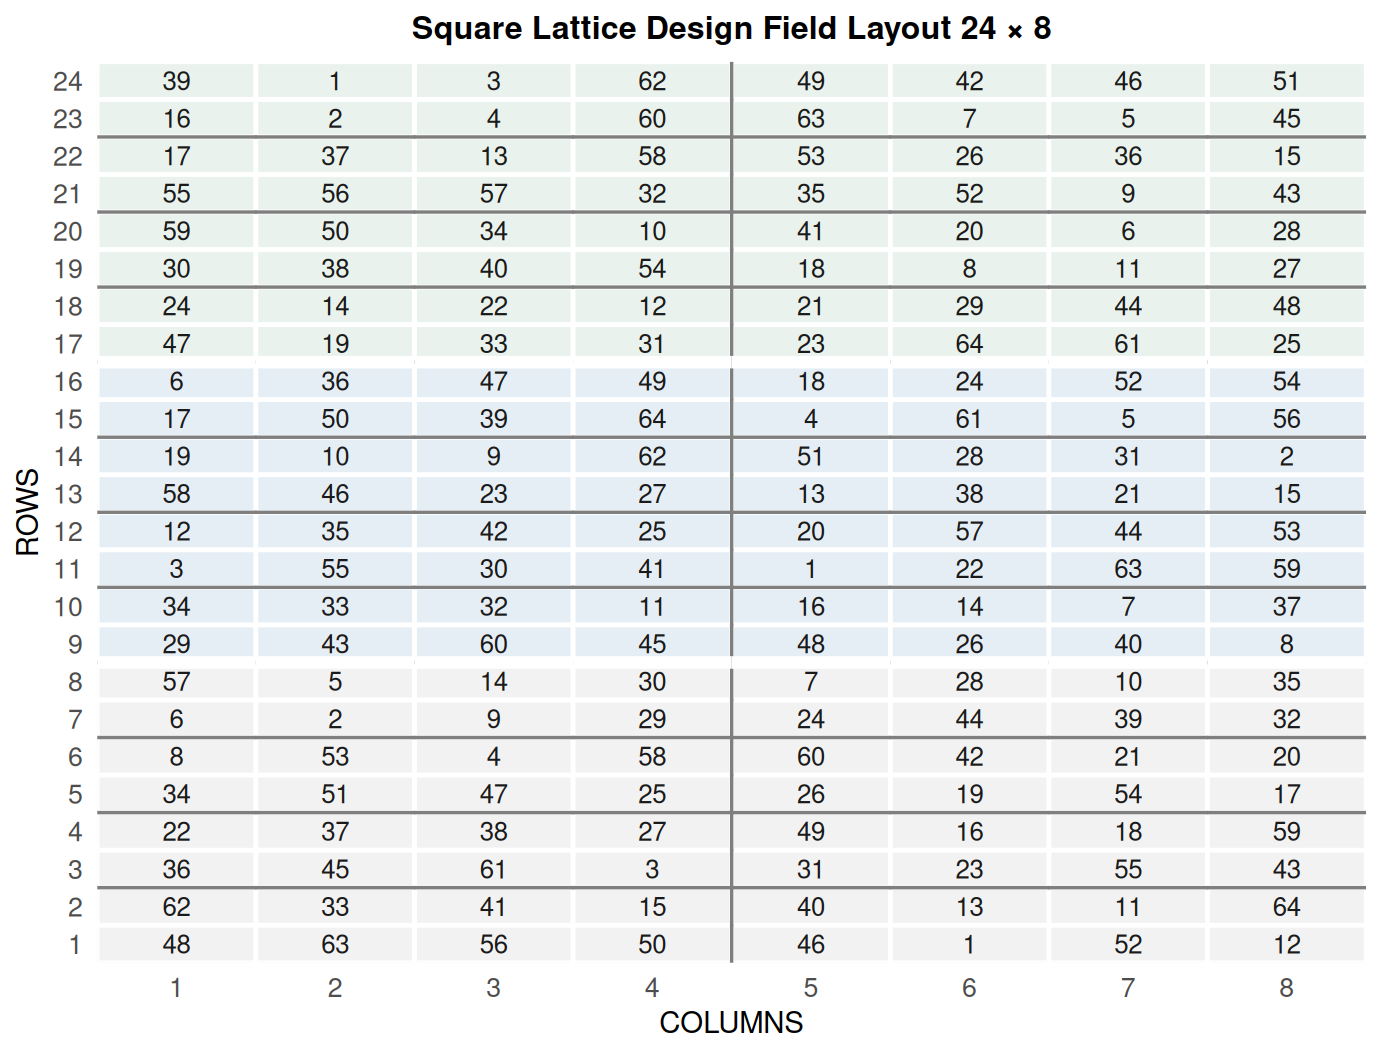 Square Lattice Design Field Layout 24 × 8
24 39 1 3 62 49 42 46 51
23 16 2 4 60 63 7 5 45
22 17 37 13 58 53 26 36 15
21 55 56 57 32 35 52 9 43
20 59 50 34 10 41 20 6 28
19 30 38 40 54 18 8 11 27
18 24 14 22 12 21 29 44 48
17 47 19 33 31 23 64 61 25
16 6 36 47 49 18 24 52 54
15 17 50 39 64 4 61 5 56
14 19 10 9 62 51 28 31 2
13 58 46 23 27 13 38 21 15
12 12 35 42 25 20 57 44 53
11 3 55 30 41 1 22 63 59
10 34 33 32 11 16 14 7 37
9 29 43 60 45 48 26 40 8
8 57 5 14 30 7 28 10 35
7 6 2 9 29 24 44 39 32
6 8 53 4 58 60 42 21 20
5 34 51 47 25 26 19 54 17
4 22 37 38 27 49 16 18 59
3 36 45 61 3 31 23 55 43
2 62 33 41 15 40 13 11 64
1 48 63 56 50 46 1 52 12
1 2 3 4 5 6 7 8
COLUMNS
ROWS